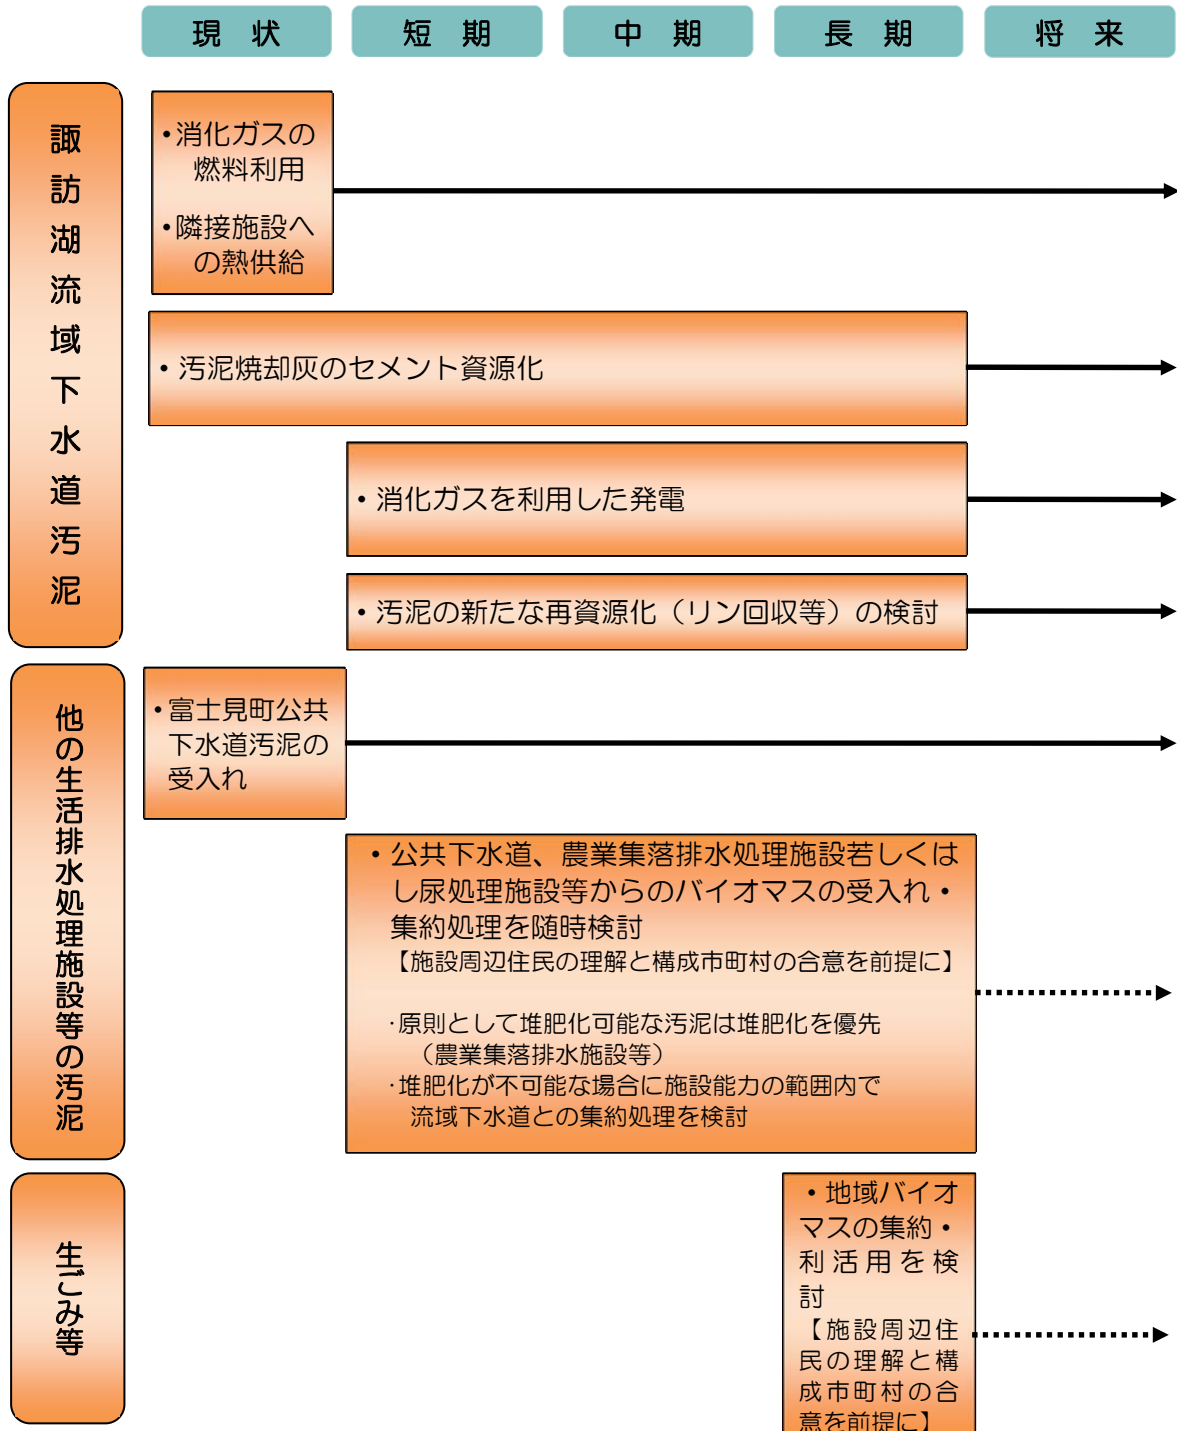 現　状
短　期
中　期
長　期
将　来
諏訪湖流域下水道汚泥
・消化ガスの
燃料利用
・隣接施設へ
の熱供給
・汚泥焼却灰のセメント資源化
・消化ガスを利用した発電
・汚泥の新たな再資源化（リン回収等）の検討
他の生活排水処理施設等の汚泥
・富士見町公共
下水道汚泥の
受入れ
・公共下水道、農業集落排水処理施設若しくは
し尿処理施設等からのバイオマスの受入れ・
集約処理を随時検討
【施設周辺住民の理解と構成市町村の合意を前提に】
・原則として堆肥化可能な汚泥は堆肥化を優先
（農業集落排水施設等）
・堆肥化が不可能な場合に施設能力の範囲内で
流域下水道との集約処理を検討
生ごみ等
・地域バイオ
マスの集約・
利活用を検
討
【施設周辺住
民の理解と構
成市町村の合
意を前提に】